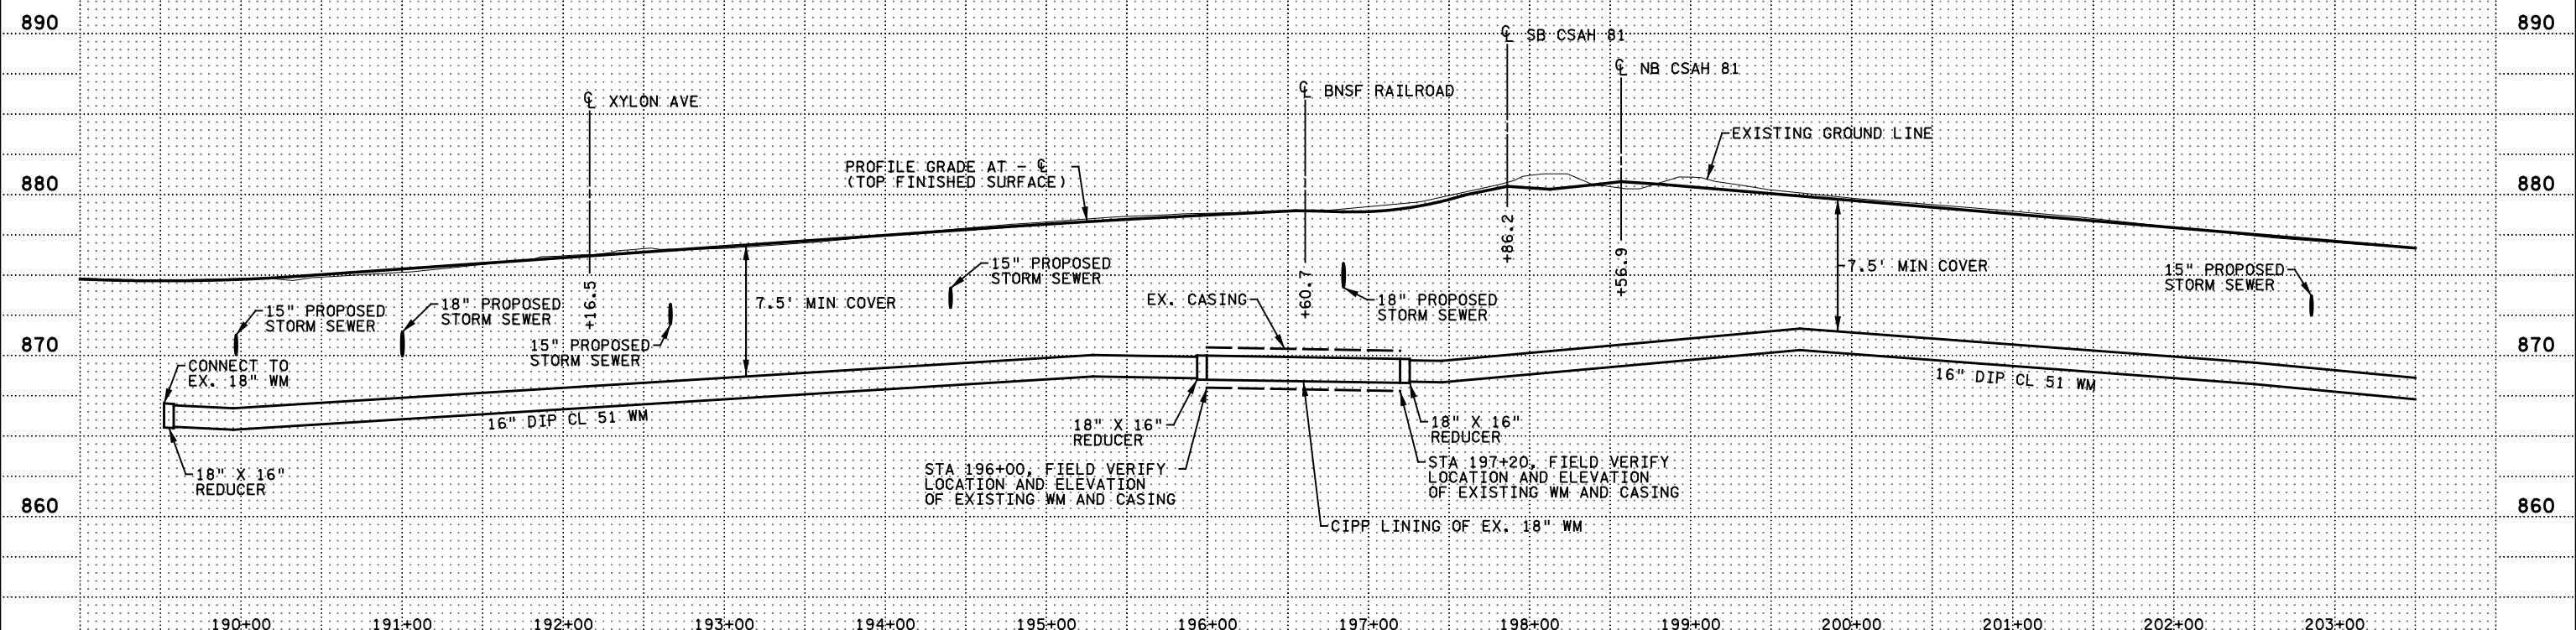 890
890
℄ SB CSAH 81
℄ NB CSAH 81
℄ BNSF RAILROAD
℄ XYLON AVE
EXISTING GROUND LINE
PROFILE GRADE AT - ℄
(TOP FINISHED SURFACE)
880
880
+86.2
+56.9
+16.5
+60.7
15" PROPOSED
STORM SEWER
7.5' MIN COVER
15" PROPOSED
STORM SEWER
15" PROPOSED
STORM SEWER
18" PROPOSED
STORM SEWER
7.5' MIN COVER
EX. CASING
18" PROPOSED
STORM SEWER
15" PROPOSED
STORM SEWER
870
870
CONNECT TO
EX. 18" WM
16" DIP CL 51 WM
16" DIP CL 51 WM
18" X 16"
REDUCER
18" X 16"
REDUCER
18" X 16"
REDUCER
STA 196+00, FIELD VERIFY
LOCATION AND ELEVATION
OF EXISTING WM AND CASING
STA 197+20, FIELD VERIFY
LOCATION AND ELEVATION
OF EXISTING WM AND CASING
860
860
CIPP LINING OF EX. 18" WM
190+00
191+00
192+00
193+00
194+00
195+00
196+00
197+00
198+00
199+00
200+00
201+00
202+00
203+00